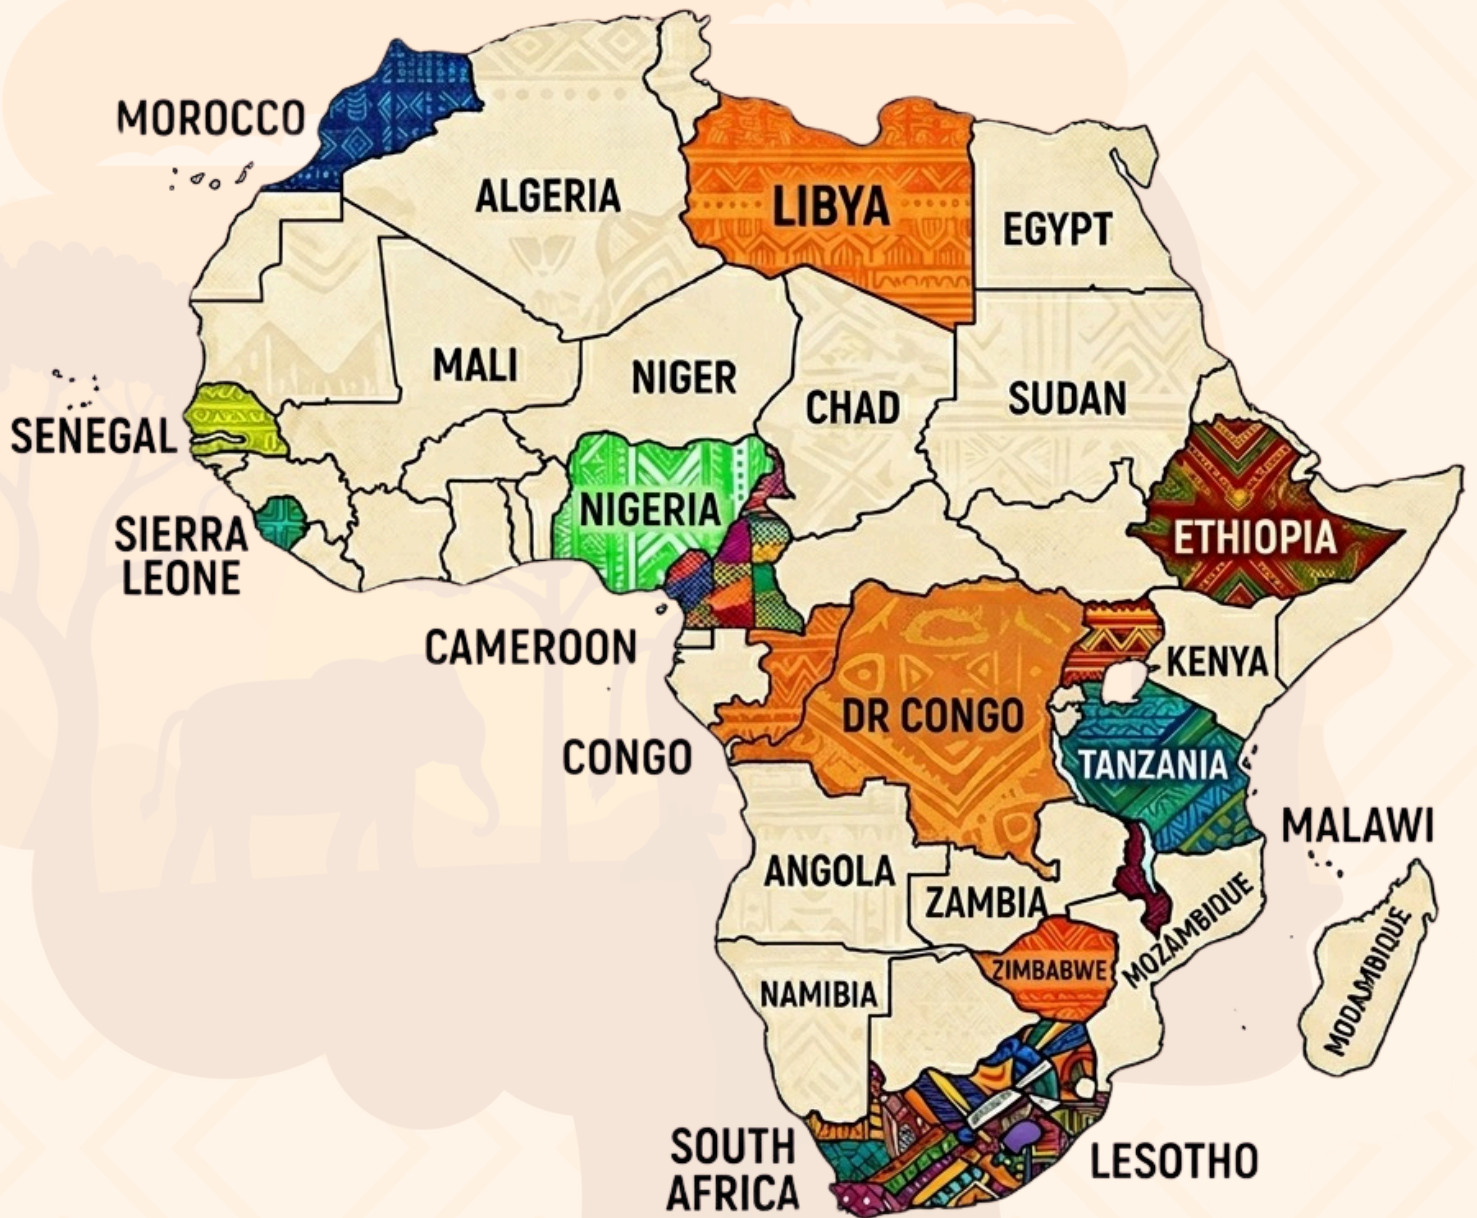 MOROCCO
ALGERIA
LIBYA
EGYPT
MALI
NIGER
CHAD
SUDAN
SENEGAL
NIGERIA
SIERRA
LEONE
ETHIOPIA
CAMEROON
KENYA
DR CONGO
CONGO
TANZANIA
MALAWI
ANGOLA
ZAMBIA
MOZAMBIQUE
ZIMBABWE
NAMIBIA
MODAMBIQUE
SOUTH
AFRICA
LESOTHO